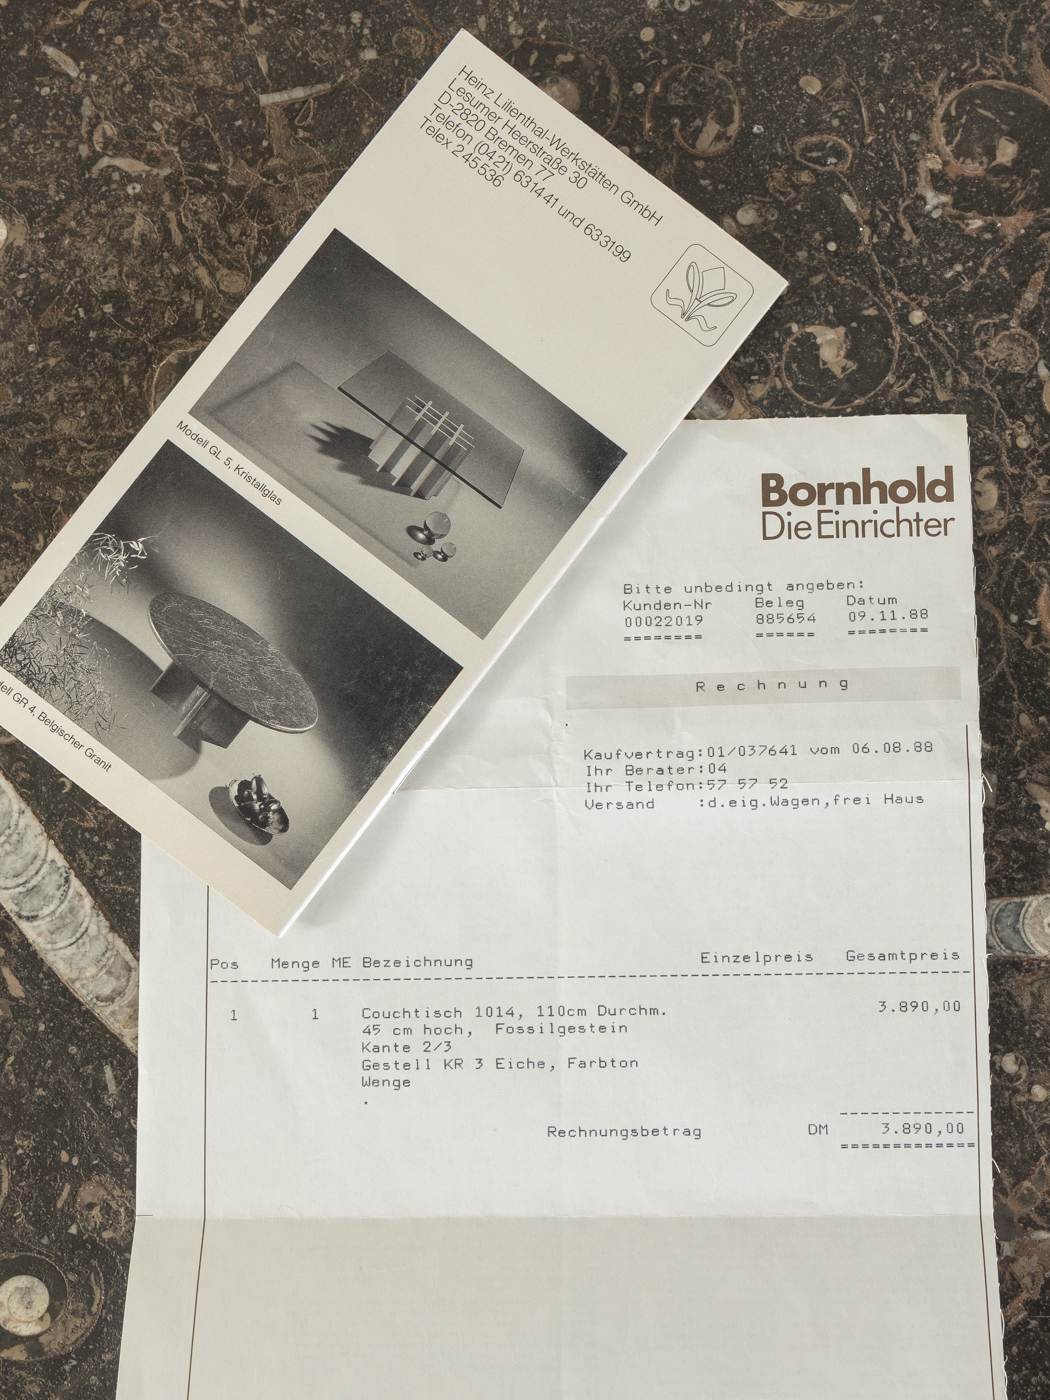 Heinz Lilienthal-Werkstätten GmbH
Lesumer Heerstraße 30
D-2820 Bremen 77
Telefon (0421) 631441 und 633199
Telex 2 45536
Modell GL 5, Kristallglas
dell GR 4, Belgischer Granit
Bornhold
Die Einrichter
Bitte unbedingt angeben:
Kunden-Nr Beleg Datum
00022019 885654 09.11.88
======== ====== ========
Rechnung
Kaufvertrag:01/037641 vom 06.08.88
Ihr Berater:04
Ihr Telefon:57 57 52
Versand :d.eig.Wagen,frei Haus
Pos Menge ME Bezeichnung Einzelpreis Gesamtpreis
1 1 Couchtisch 1014, 110cm Durchm. 3.890,00
45 cm hoch, Fossilgestein
Kante 2/3
Gestell KR 3 Eiche, Farbton
Wenge
.
Rechnungsbetrag DM 3.890,00